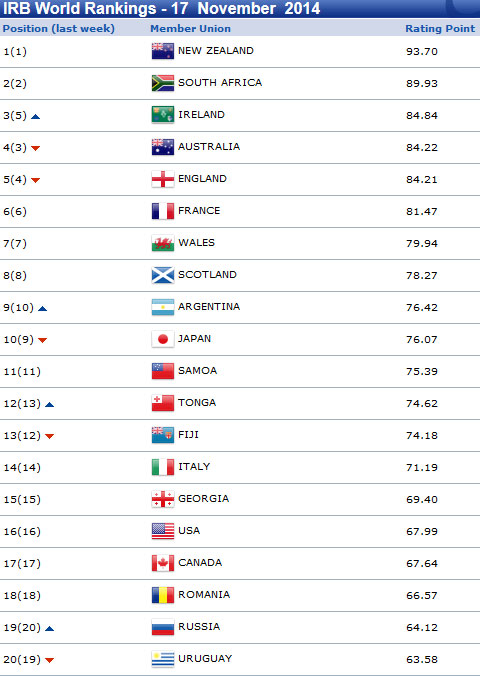 IRB World Rankings - 17 November 2014
Position (last week) Member Union Rating Point
1(1) NEW ZEALAND 93.70
2(2) SOUTH AFRICA 89.93
3(5) IRELAND 84.84
4(3) AUSTRALIA 84.22
5(4) ENGLAND 84.21
6(6) FRANCE 81.47
7(7) WALES 79.94
8(8) SCOTLAND 78.27
9(10) ARGENTINA 76.42
10(9) JAPAN 76.07
11(11) SAMOA 75.39
12(13) TONGA 74.62
13(12) FIJI 74.18
14(14) ITALY 71.19
15(15) GEORGIA 69.40
16(16) USA 67.99
17(17) CANADA 67.64
18(18) ROMANIA 66.57
19(20) RUSSIA 64.12
20(19) URUGUAY 63.58